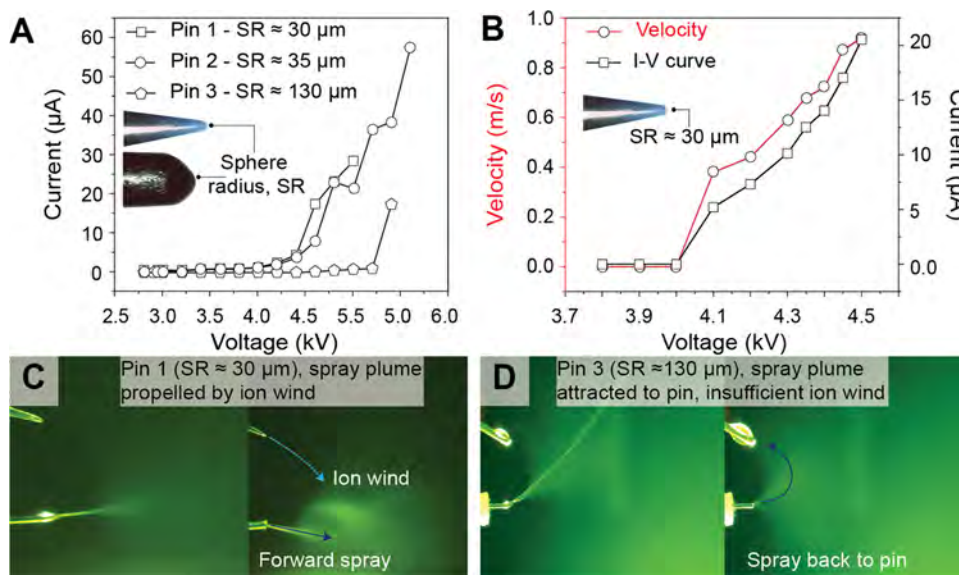 A
Pin 1 - SR ≈ 30 µm
Pin 2 - SR ≈ 35 µm
Pin 3 - SR ≈ 130 µm
Sphere
radius, SR
Current (µA)
60
50
40
30
20
10
0
2.5 3.0 3.5 4.0 4.5 5.0 5.5 6.0
Voltage (kV)
B
Velocity
I-V curve
SR ≈ 30 µm
Velocity (m/s)
1.0
0.8
0.6
0.4
0.2
0.0
Current (µA)
20
15
10
5
0.0
3.7 3.9 4.1 4.3 4.5
Voltage (kV)
C
Pin 1 (SR ≈ 30 µm), spray plume
propelled by ion wind
Ion wind
Forward spray
D
Pin 3 (SR ≈130 µm), spray plume
attracted to pin, insufficient ion wind
Spray back to pin